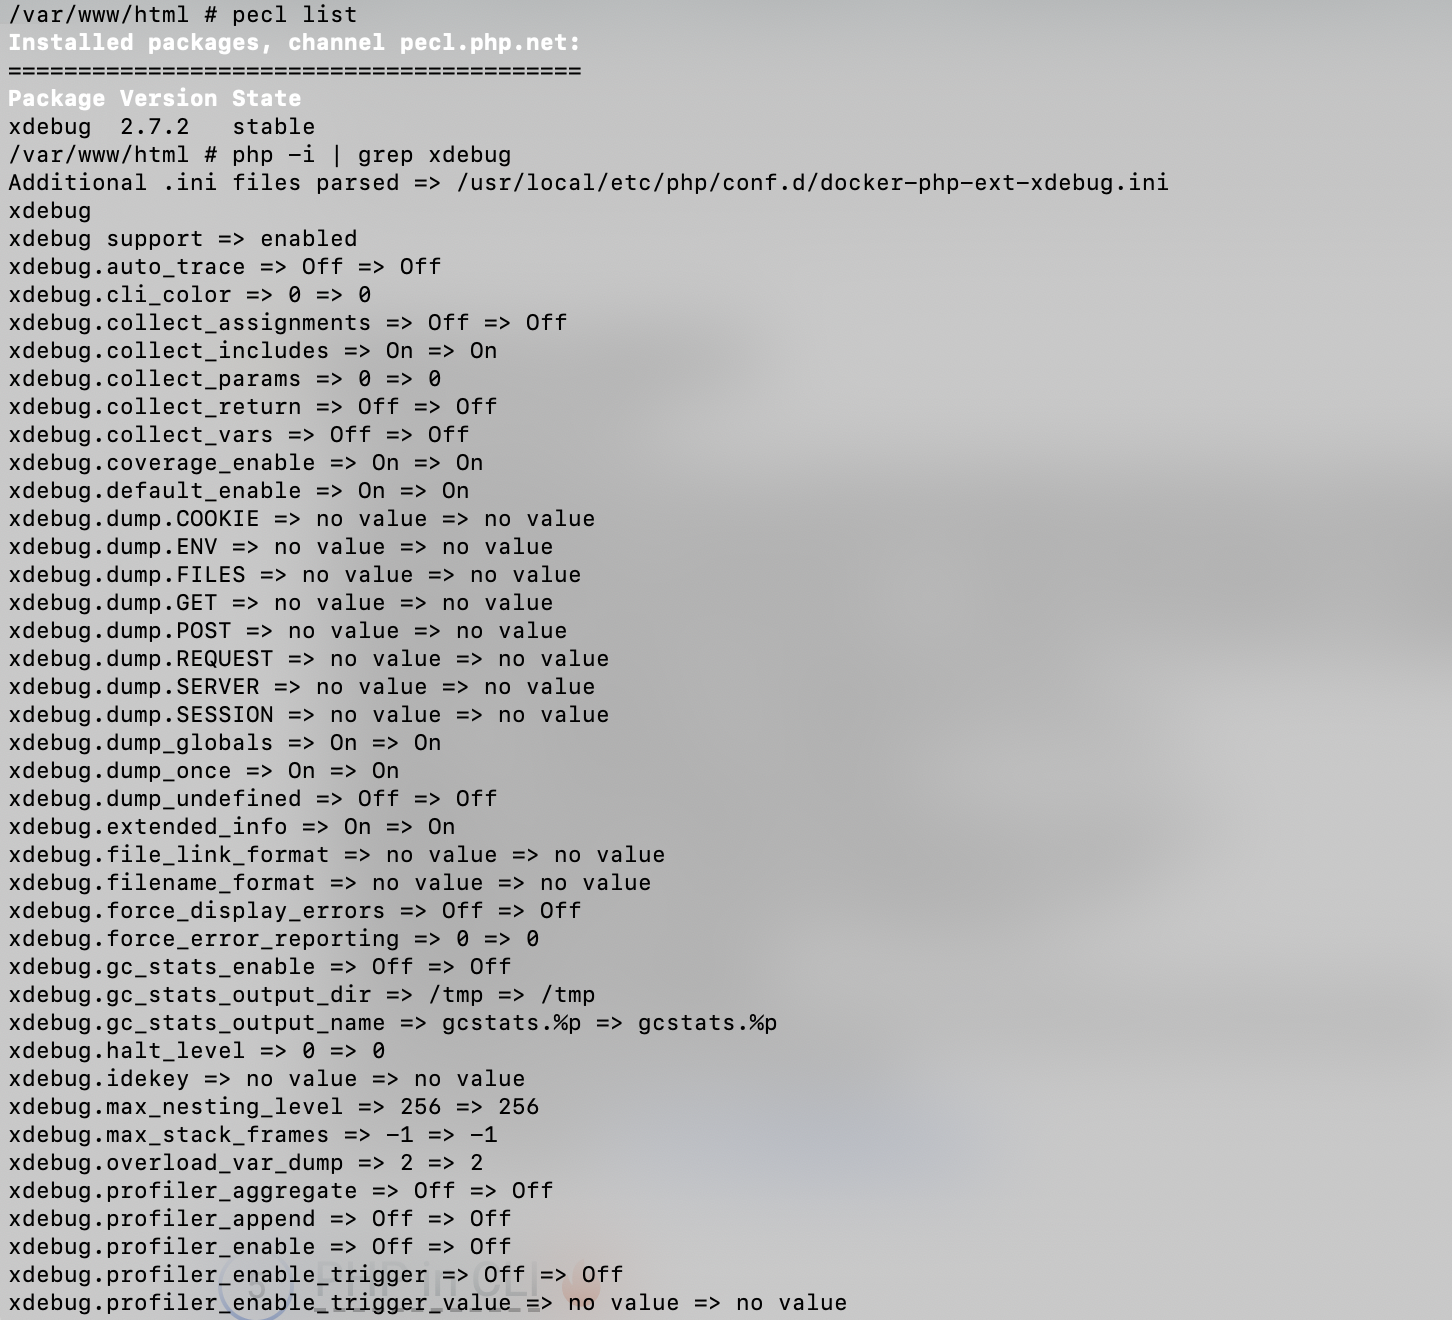 /var/www/html # pecl list
Installed packages, channel pecl.php.net:
=========================================
Package Version State
xdebug  2.7.2   stable
/var/www/html # php -i | grep xdebug
Additional .ini files parsed => /usr/local/etc/php/conf.d/docker-php-ext-xdebug.ini
xdebug
xdebug support => enabled
xdebug.auto_trace => Off => Off
xdebug.cli_color => 0 => 0
xdebug.collect_assignments => Off => Off
xdebug.collect_includes => On => On
xdebug.collect_params => 0 => 0
xdebug.collect_return => Off => Off
xdebug.collect_vars => Off => Off
xdebug.coverage_enable => On => On
xdebug.default_enable => On => On
xdebug.dump.COOKIE => no value => no value
xdebug.dump.ENV => no value => no value
xdebug.dump.FILES => no value => no value
xdebug.dump.GET => no value => no value
xdebug.dump.POST => no value => no value
xdebug.dump.REQUEST => no value => no value
xdebug.dump.SERVER => no value => no value
xdebug.dump.SESSION => no value => no value
xdebug.dump_globals => On => On
xdebug.dump_once => On => On
xdebug.dump_undefined => Off => Off
xdebug.extended_info => On => On
xdebug.file_link_format => no value => no value
xdebug.filename_format => no value => no value
xdebug.force_display_errors => Off => Off
xdebug.force_error_reporting => 0 => 0
xdebug.gc_stats_enable => Off => Off
xdebug.gc_stats_output_dir => /tmp => /tmp
xdebug.gc_stats_output_name => gcstats.%p => gcstats.%p
xdebug.halt_level => 0 => 0
xdebug.idekey => no value => no value
xdebug.max_nesting_level => 256 => 256
xdebug.max_stack_frames => -1 => -1
xdebug.overload_var_dump => 2 => 2
xdebug.profiler_aggregate => Off => Off
xdebug.profiler_append => Off => Off
xdebug.profiler_enable => Off => Off
xdebug.profiler_enable_trigger => Off => Off
5 PHP in CLI
xdebug.profiler_enable_trigger_value => no value => no value